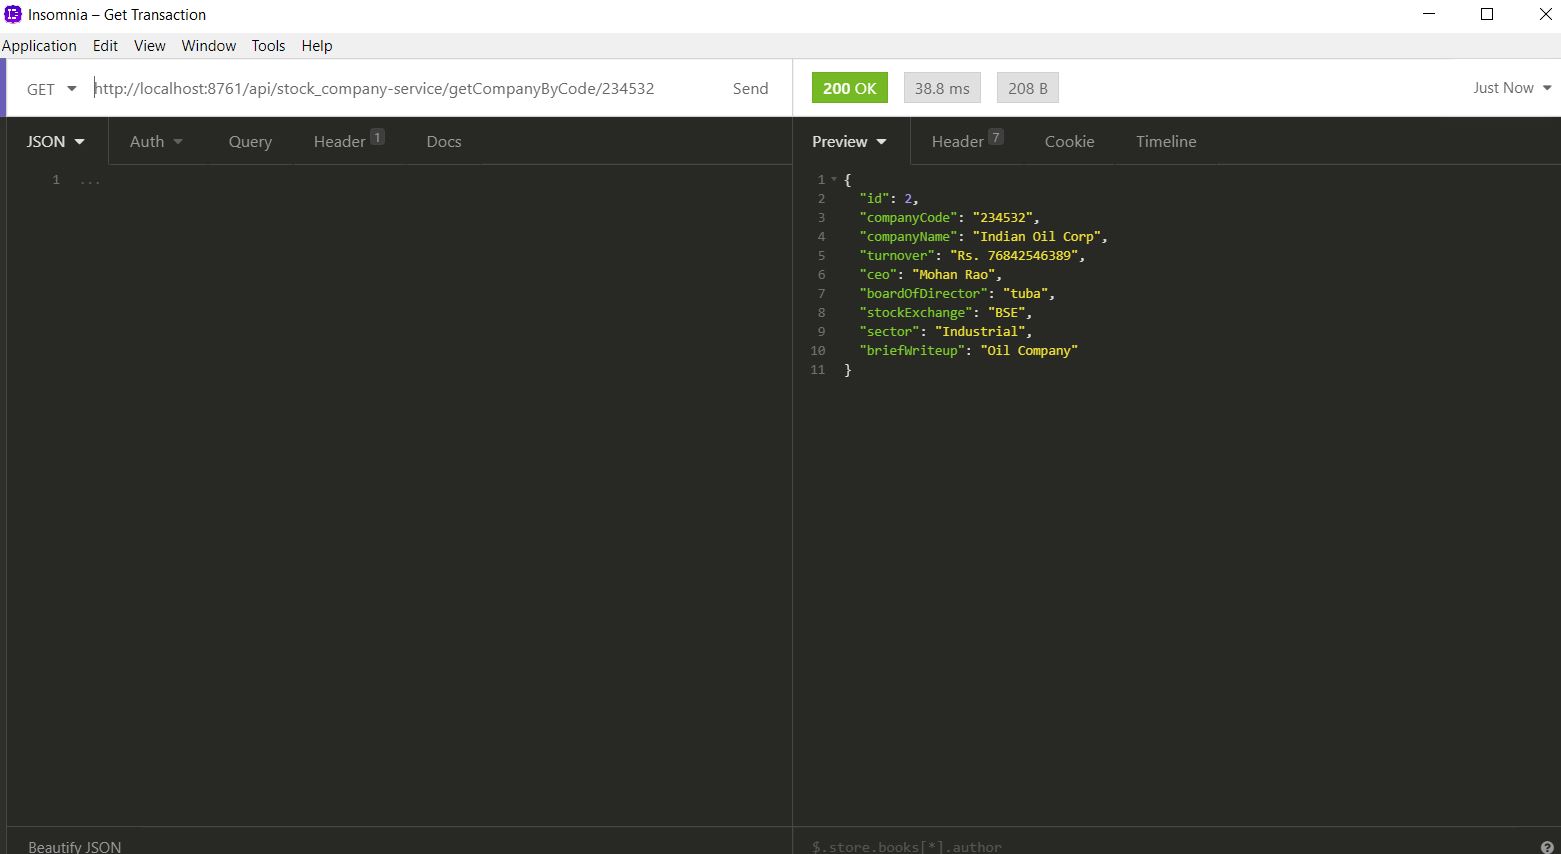 Insomnia – Get Transaction
Application Edit View Window Tools Help
GET http://localhost:8761/api/stock_company-service/getCompanyByCode/234532 Send
200 OK 38.8 ms 208 B Just Now
JSON Auth Query Header 1 Docs
Preview Header 7 Cookie Timeline
1 ...
1 {
2 "id": 2,
3 "companyCode": "234532",
4 "companyName": "Indian Oil Corp",
5 "turnover": "Rs. 76842546389",
6 "ceo": "Mohan Rao",
7 "boardOfDirector": "tuba",
8 "stockExchange": "BSE",
9 "sector": "Industrial",
10 "briefWriteup": "Oil Company"
11 }
Beautify JSON
$.store.books[*].author ?